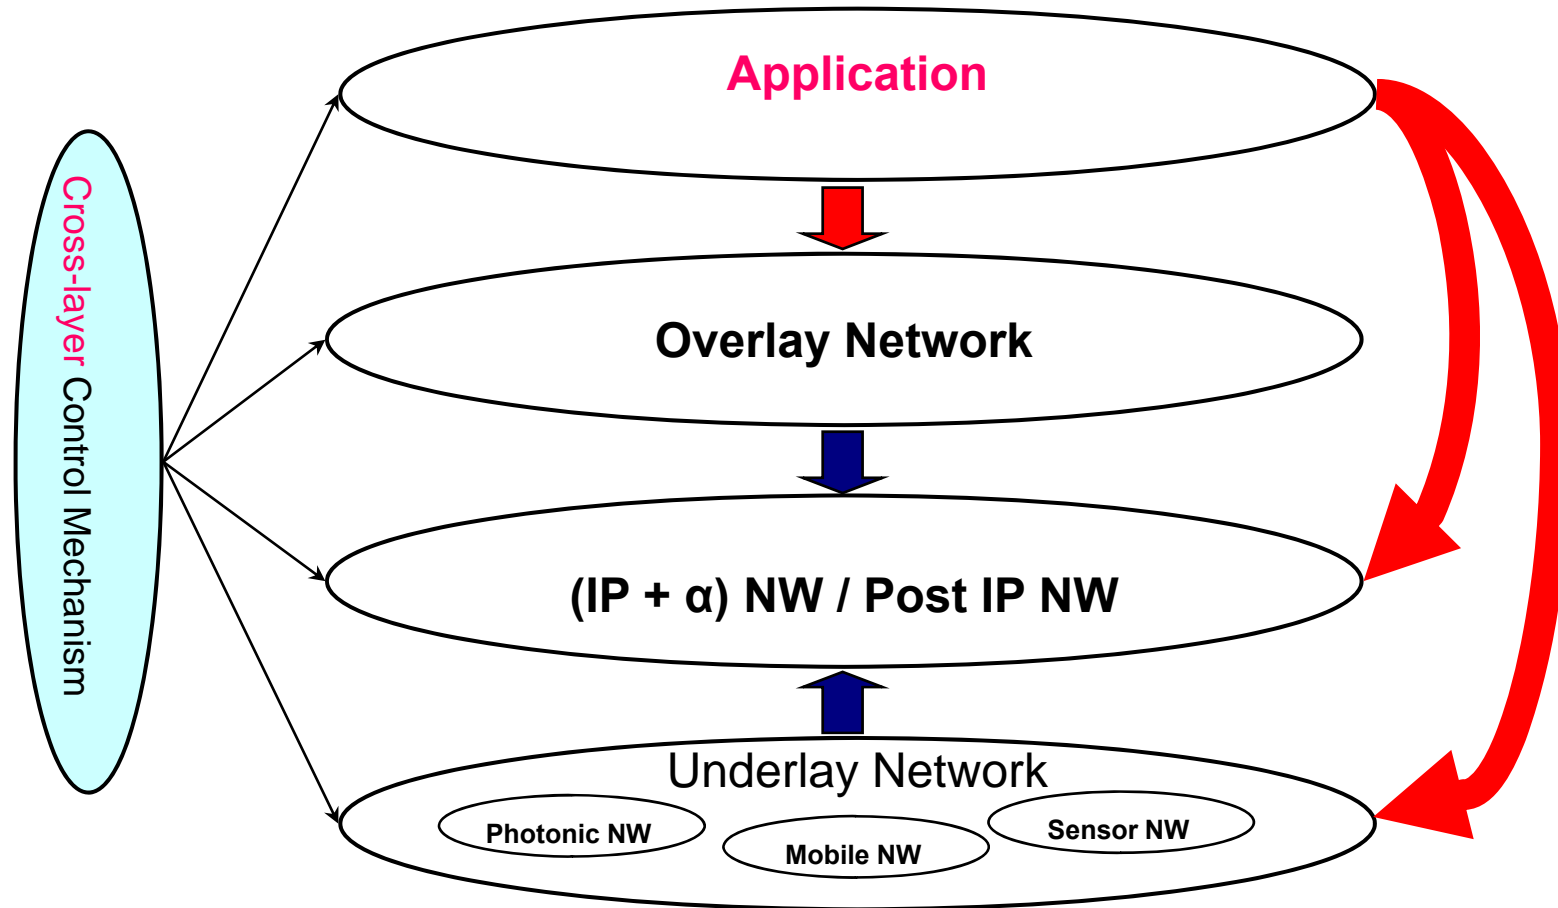 Application
Cross-layer Control Mechanism
Overlay Network
(IP + α) NW / Post IP NW
Underlay Network
Photonic NW
Mobile NW
Sensor NW